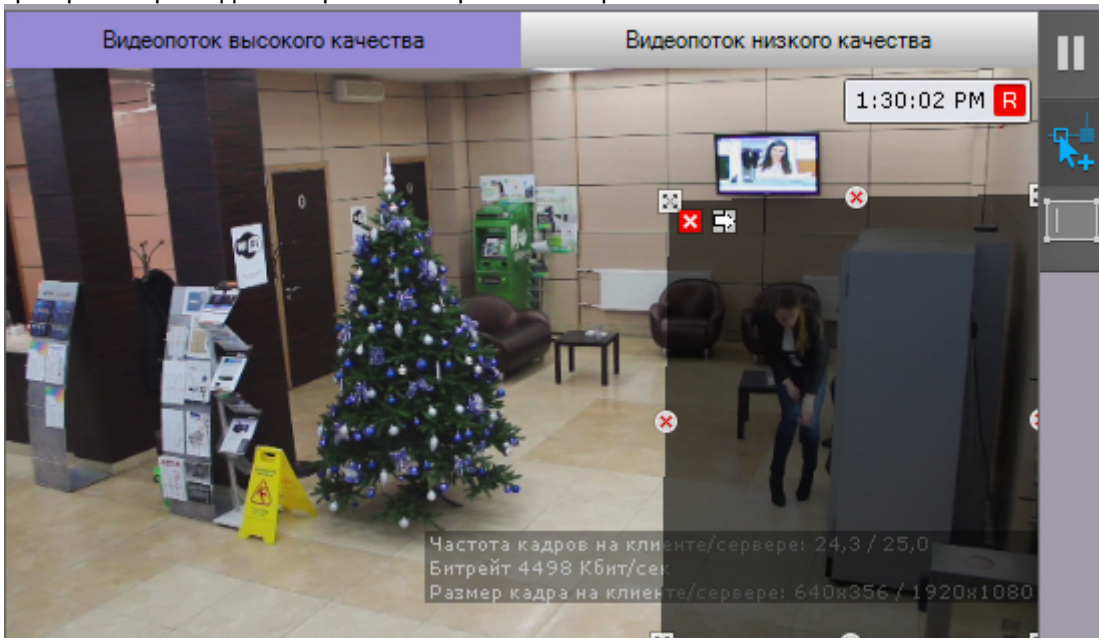 Видеопоток высокого качества
Видеопоток низкого качества
1:30:02 PM R
Частота кадров на клиенте/сервере: 24,3 / 25,0
Битрейт 4498 Кбит/сек
Размер кадра на клиенте/сервере: 640x356 / 1920x1080